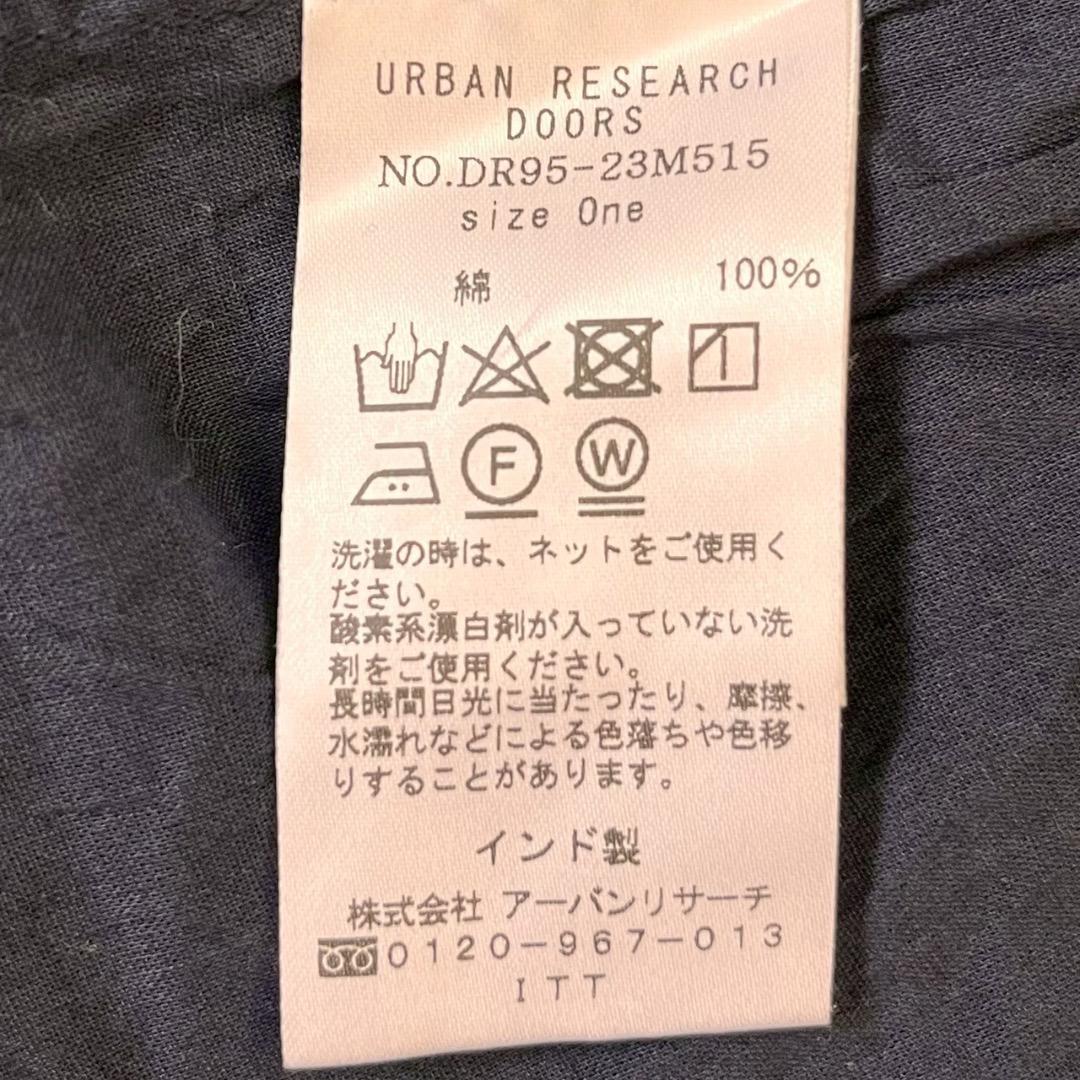 URBAN RESEARCH
DOORS
NO.DR95-23M515
size One
綿 100%
F W
洗濯の時は、ネットをご使用く
ださい。
酸素系漂白剤が入っていない洗
剤をご使用ください。
長時間日光に当たったり、摩擦、
水濡れなどによる色落ちや色移
りすることがあります。
インド製
株式会社 アーバンリサーチ
0120-967-013
ITT